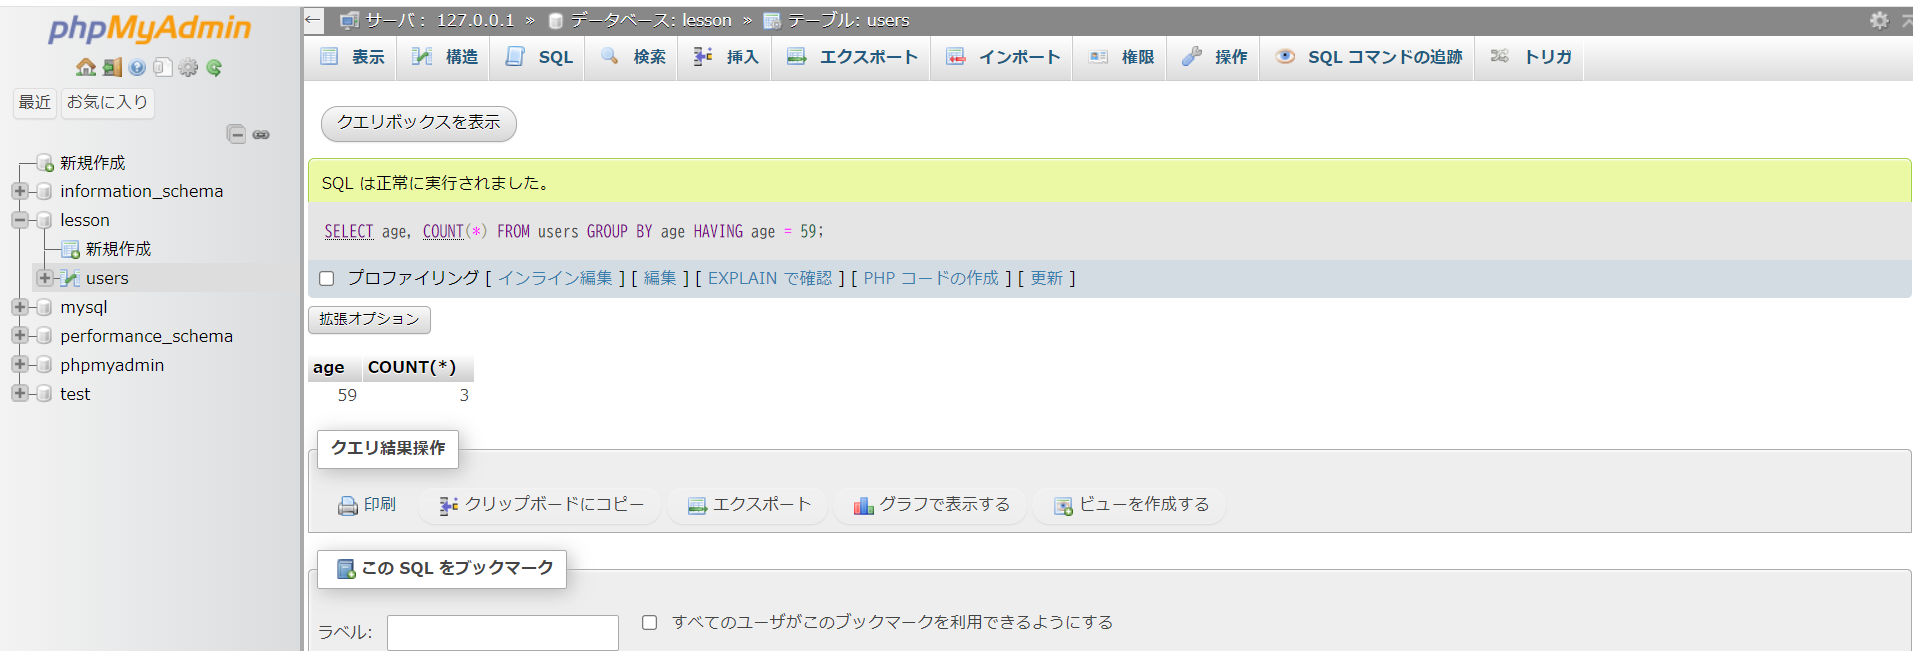 phpMyAdmin
最近 お気に入り
新規作成
information_schema
lesson
新規作成
users
mysql
performance_schema
phpmyadmin
test
← サーバ: 127.0.0.1 » データベース: lesson » テーブル: users
表示 構造 SQL 検索 挿入 エクスポート インポート 権限 操作 SQL コマンドの追跡 トリガ
クエリボックスを表示
SQL は正常に実行されました。
SELECT age, COUNT(*) FROM users GROUP BY age HAVING age = 59;
プロファイリング [ インライン編集 ] [ 編集 ] [ EXPLAIN で確認 ] [ PHP コードの作成 ] [ 更新 ]
拡張オプション
age COUNT(*)
59 3
クエリ結果操作
印刷 クリップボードにコピー エクスポート グラフで表示する ビューを作成する
この SQL をブックマーク
ラベル: すべてのユーザがこのブックマークを利用できるようにする